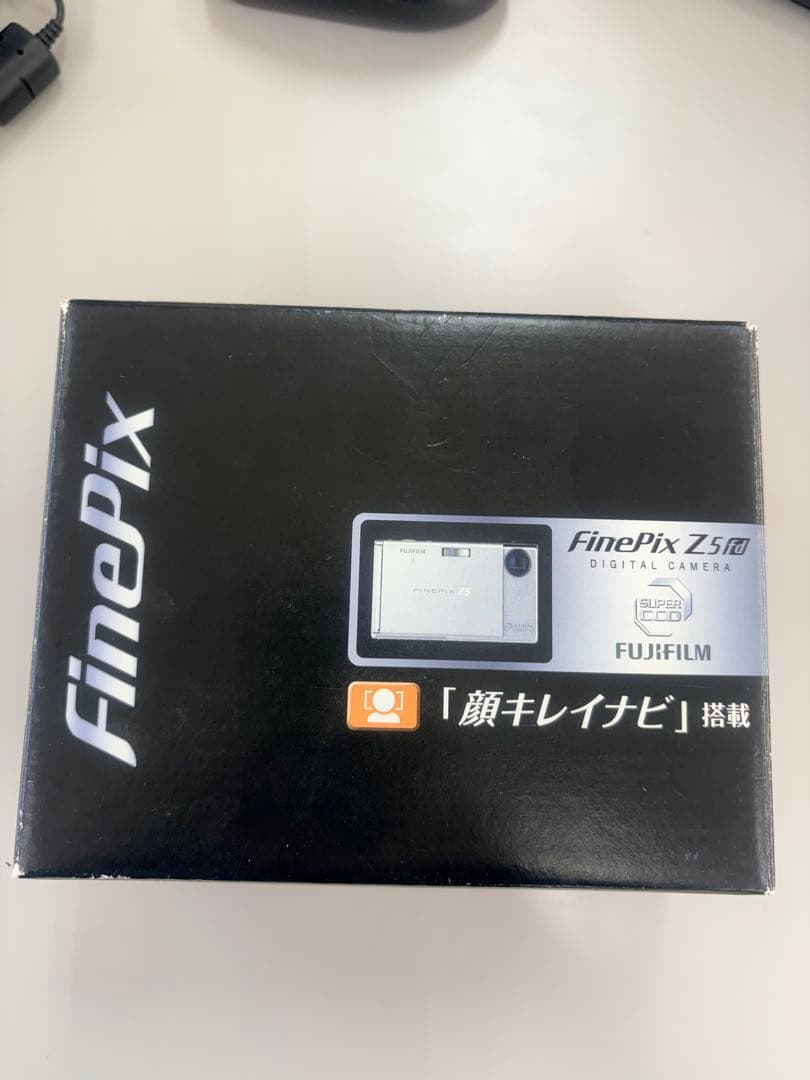 FinePix
FinePix Z5fd
DIGITAL CAMERA
SUPER
CCD
FUJIFILM
FUJIFILM
FINEPIX Z5
「顔キレイナビ」搭載